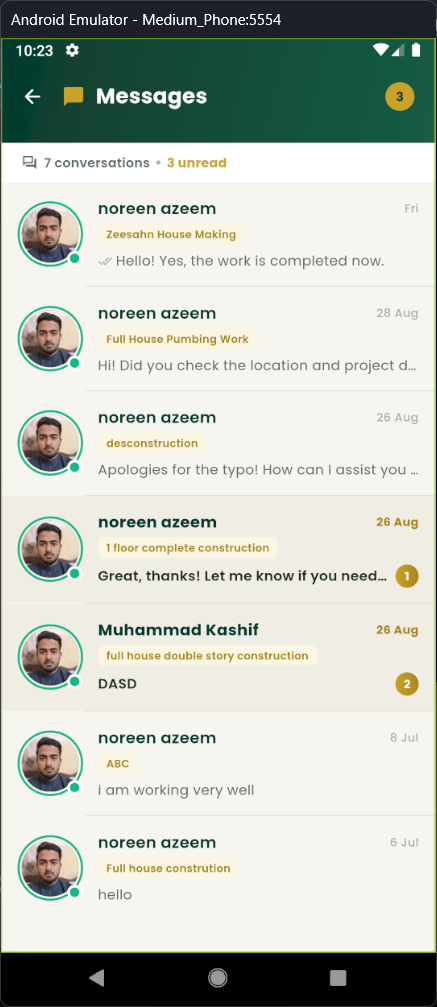 Android Emulator - Medium_Phone:5554
10:23
Messages
3
7 conversations • 3 unread
noreen azeem
Fri
Zeesahn House Making
Hello! Yes, the work is completed now.
noreen azeem
28 Aug
Full House Pumbing Work
Hi! Did you check the location and project d...
noreen azeem
26 Aug
desconstruction
Apologies for the typo! How can I assist you ...
noreen azeem
26 Aug
1 floor complete construction
Great, thanks! Let me know if you need...
1
Muhammad Kashif
26 Aug
full house double story construction
DASD
2
noreen azeem
8 Jul
ABC
i am working very well
noreen azeem
6 Jul
Full house constrution
hello